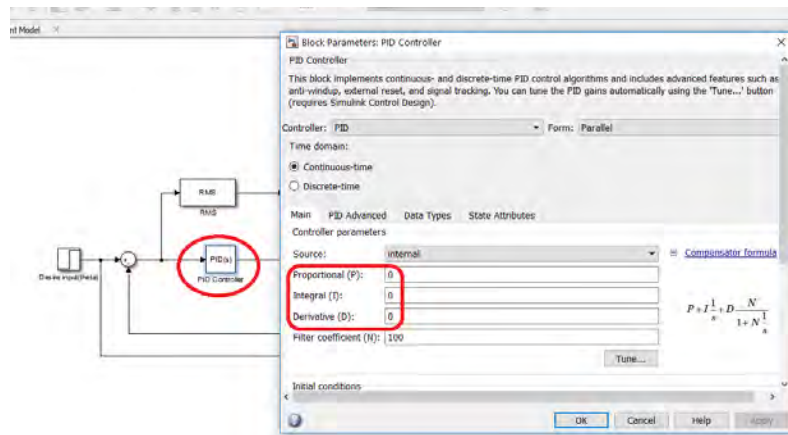 nt Model ×
Block Parameters: PID Controller ×
PID Controller
This block implements continuous- and discrete-time PID control algorithms and includes advanced features such as
anti-windup, external reset, and signal tracking. You can tune the PID gains automatically using the 'Tune...' button
(requires Simulink Control Design).
Controller: PID Form: Parallel
Time domain:
Continuous-time
Discrete-time
Main PID Advanced Data Types State Attributes
Controller parameters
Source: internal Compensator formula
Proportional (P): 0
Integral (I): 0
Derivative (D): 0
Filter coefficient (N): 100
P+I 1/s +D N/(1+N 1/s)
Tune...
Initial conditions
OK Cancel Help Apply
RMS
RMS
PID(s)
PID Controller
Desire input(theta)